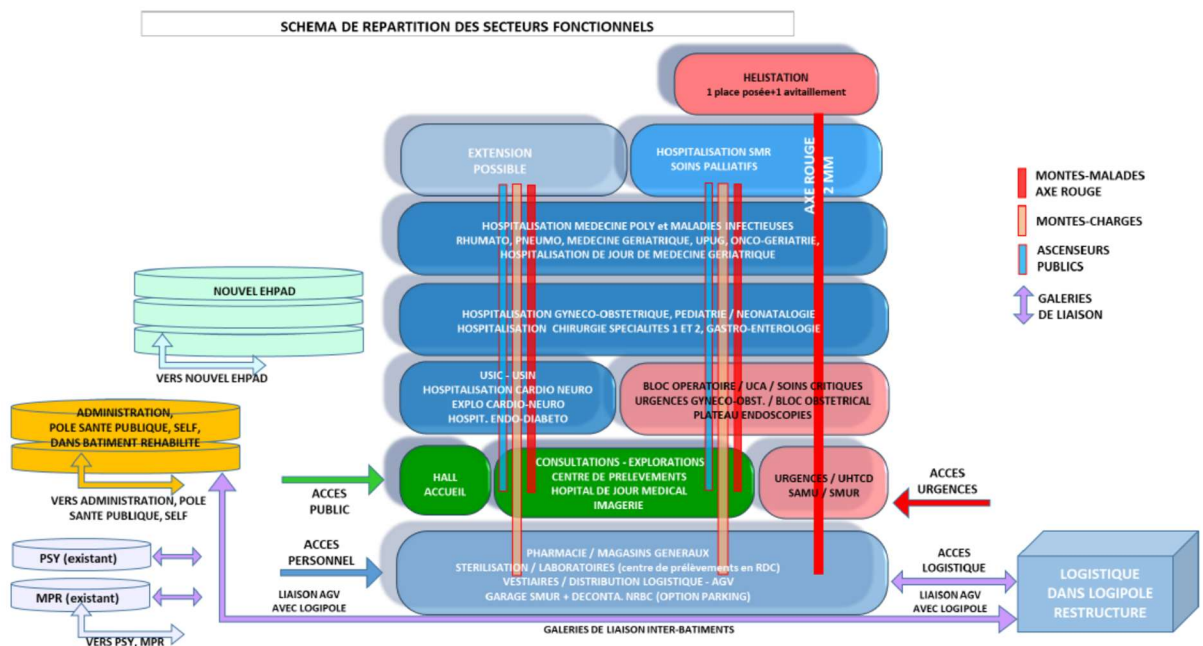 SCHEMA DE REPARTITION DES SECTEURS FONCTIONNELS
HELISTATION
1 place posée+1 avitaillement
EXTENSION
POSSIBLE
HOSPITALISATION SMR
SOINS PALLIATIFS
AXE ROUGE
2 MM
MONTES-MALADES
AXE ROUGE
MONTES-CHARGES
ASCENSEURS
PUBLICS
GALERIES
DE LIAISON
HOSPITALISATION MEDECINE POLY et MALADIES INFECTIEUSES
RHUMATO, PNEUMO, MEDECINE GERIATRIQUE, UPUG, ONCO-GERIATRIE,
HOSPITALISATION DE JOUR DE MEDECINE GERIATRIQUE
NOUVEL EHPAD
VERS NOUVEL EHPAD
HOSPITALISATION GYNECO-OBSTETRIQUE, PEDIATRIE / NEONATALOGIE
HOSPITALISATION CHIRURGIE SPECIALITES 1 ET 2, GASTRO-ENTEROLOGIE
USIC - USIN
HOSPITALISATION CARDIO NEURO
EXPLO CARDIO-NEURO
HOSPIT. ENDO-DIABETO
BLOC OPERATOIRE / UCA / SOINS CRITIQUES
URGENCES GYNECO-OBST. / BLOC OBSTETRICAL
PLATEAU ENDOSCOPIES
ADMINISTRATION,
POLE SANTE PUBLIQUE, SELF,
DANS BATIMENT REHABILITE
VERS ADMINISTRATION, POLE
SANTE PUBLIQUE, SELF
ACCES
PUBLIC
HALL
ACCUEIL
CONSULTATIONS - EXPLORATIONS
CENTRE DE PRELEVEMENTS
HOPITAL DE JOUR MEDICAL
IMAGERIE
URGENCES / UHTCD
SAMU / SMUR
ACCES
URGENCES
PSY (existant)
MPR (existant)
VERS PSY, MPR
ACCES
PERSONNEL
LIAISON AGV
AVEC LOGIPOLE
PHARMACIE / MAGASINS GENERAUX
STERILISATION / LABORATOIRES (centre de prélèvements en RDC)
VESTIAIRES / DISTRIBUTION LOGISTIQUE - AGV
GARAGE SMUR + DECONTA. NRBC (OPTION PARKING)
ACCES
LOGISTIQUE
LIAISON AGV
AVEC LOGIPOLE
LOGISTIQUE
DANS LOGIPOLE
RESTRUCTURE
GALERIES DE LIAISON INTER-BATIMENTS